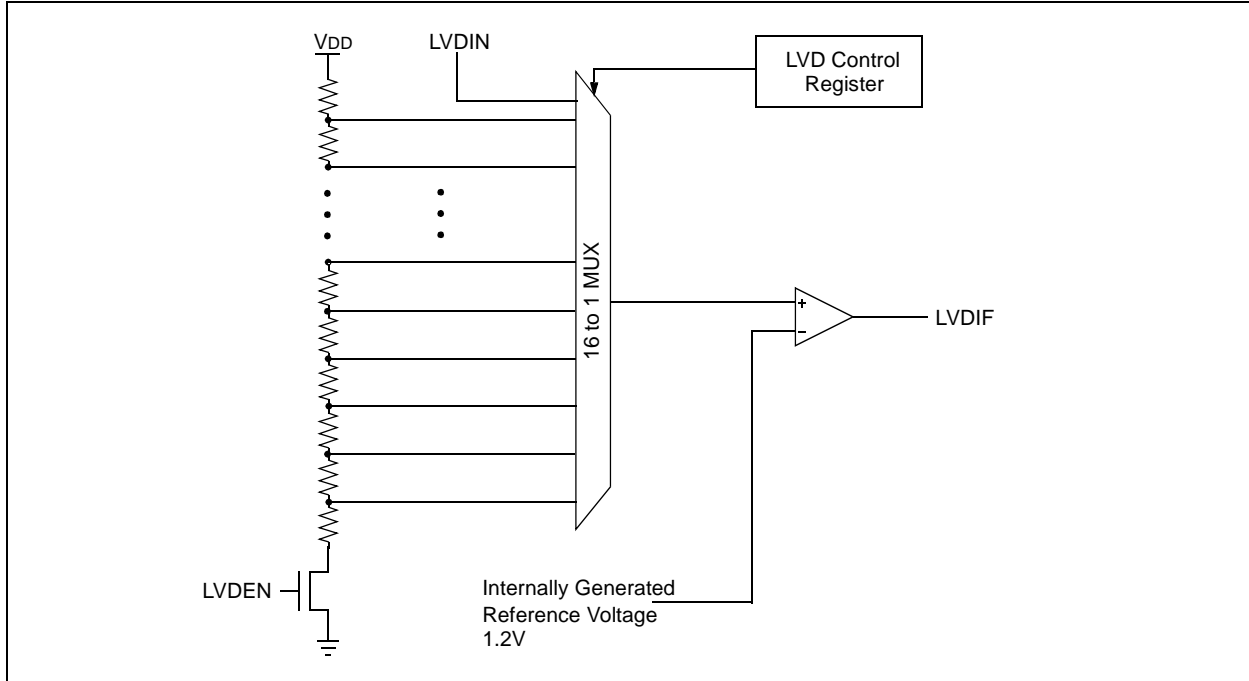 VDD
LVDIN
LVD Control
Register
16 to 1 MUX
+
−
LVDIF
LVDEN
Internally Generated
Reference Voltage
1.2V